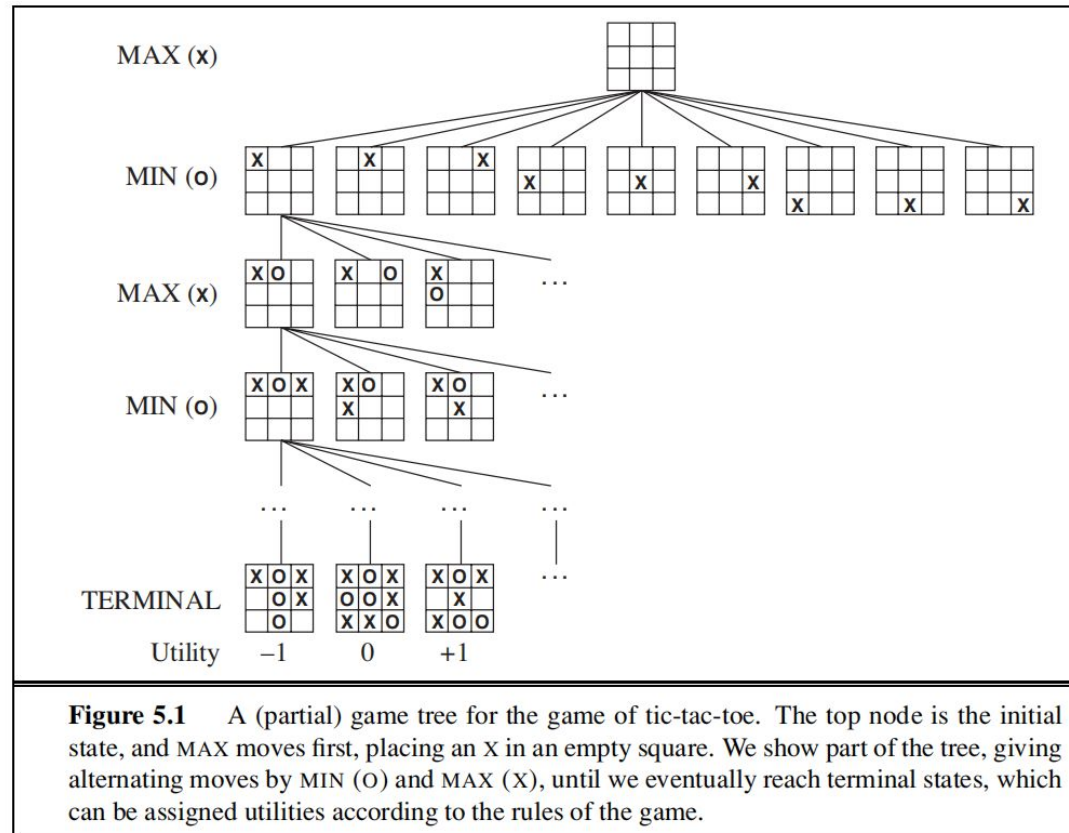 MAX (X)
MIN (O)
X X X X X X X X X
MAX (X)
X O X O X
O
...
MIN (O)
X O X X O X O
X X
...
... ... ... ...
TERMINAL
X O X X O X X O X
O X O O X X
O X X O X O O
...
Utility –1 0 +1
Figure 5.1 A (partial) game tree for the game of tic-tac-toe. The top node is the initial
state, and MAX moves first, placing an X in an empty square. We show part of the tree, giving
alternating moves by MIN (O) and MAX (X), until we eventually reach terminal states, which
can be assigned utilities according to the rules of the game.